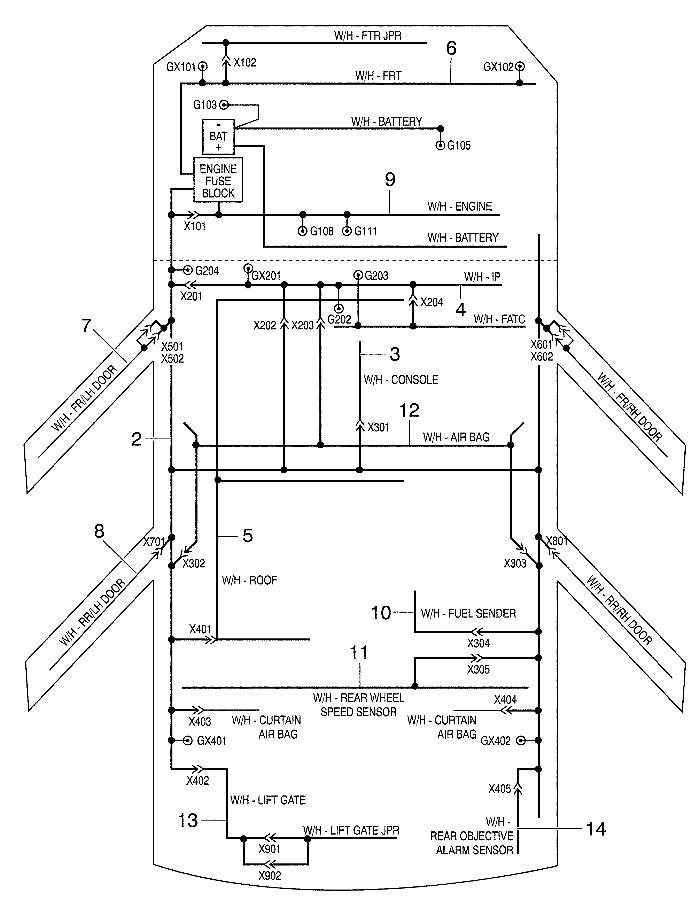 W/H - FTR JPR
6
GX101
X102
GX102
W/H - FRT
G103
-
BAT
+
W/H - BATTERY
G105
ENGINE
FUSE
BLOCK
9
W/H - ENGINE
X101
G108
G111
W/H - BATTERY
G204
GX201
G203
W/H - IP
X201
G202
X204
4
X202
X203
W/H - FATC
7
X501
X502
X601
X602
3
W/H - CONSOLE
W/H - FR/LH DOOR
W/H - FR/RH DOOR
12
X301
2
W/H - AIR BAG
8
X701
5
X801
X302
X303
W/H - ROOF
W/H - RR/LH DOOR
W/H - RR/RH DOOR
10
W/H - FUEL SENDER
X401
X304
11
X305
W/H - REAR WHEEL
SPEED SENSOR
X404
X403
W/H - CURTAIN
AIR BAG
W/H - CURTAIN
AIR BAG
GX401
GX402
X402
X405
W/H - LIFT GATE
13
W/H - LIFT GATE JPR
X901
X902
W/H -
REAR OBJECTIVE
ALARM SENSOR
14